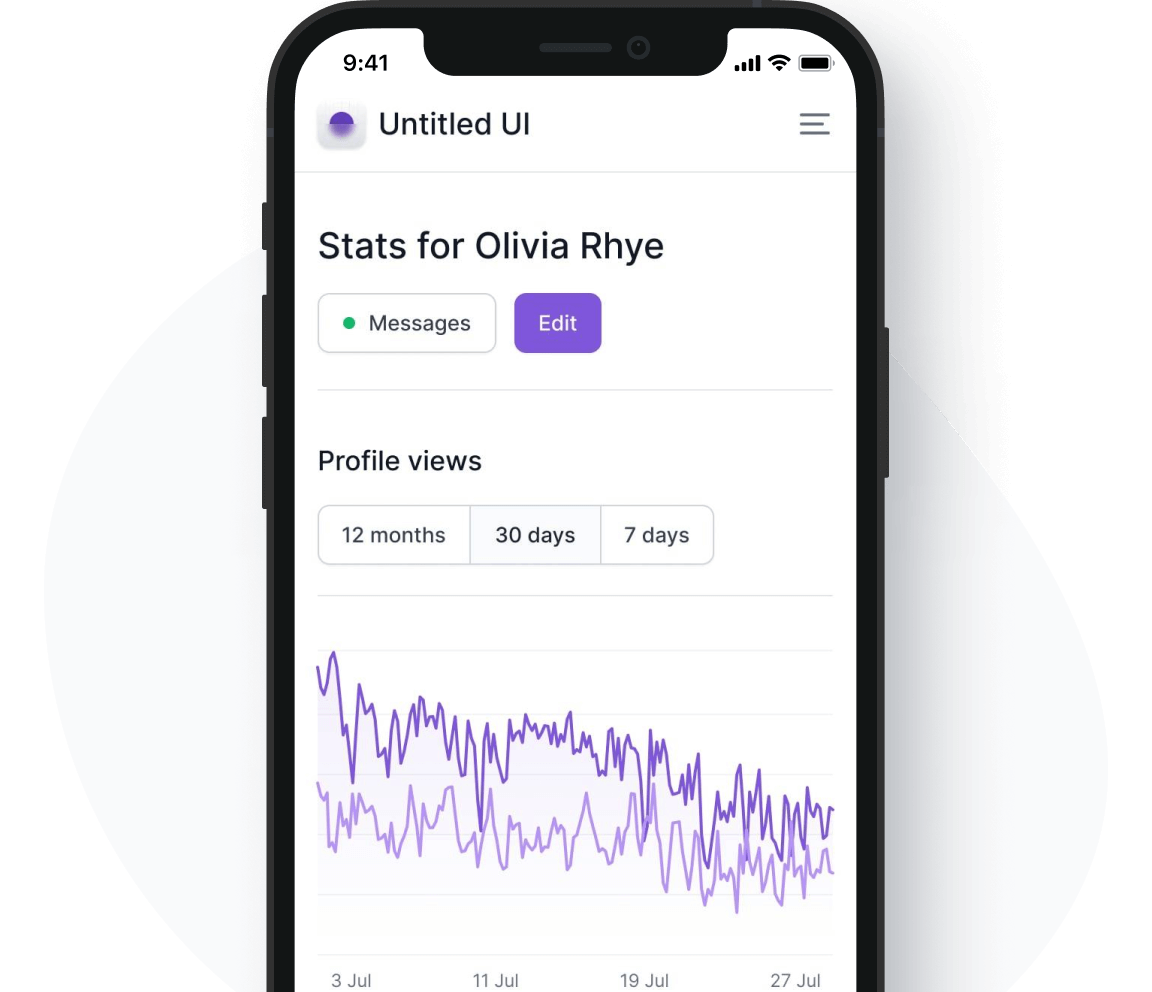 9:41
Untitled UI
Stats for Olivia Rhye
Messages Edit
Profile views
12 months 30 days 7 days
3 Jul 11 Jul 19 Jul 27 Jul